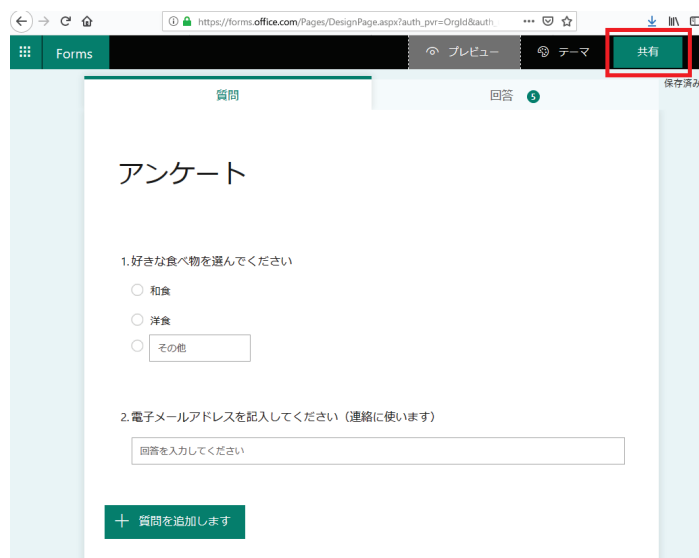 https://forms.office.com/Pages/DesignPage.aspx?auth_pvr=OrgId&auth_
Forms
プレビュー
テーマ
共有
保存済み
質問
回答 5
アンケート
1. 好きな食べ物を選んでください
和食
洋食
その他
2. 電子メールアドレスを記入してください（連絡に使います）
回答を入力してください
＋ 質問を追加します